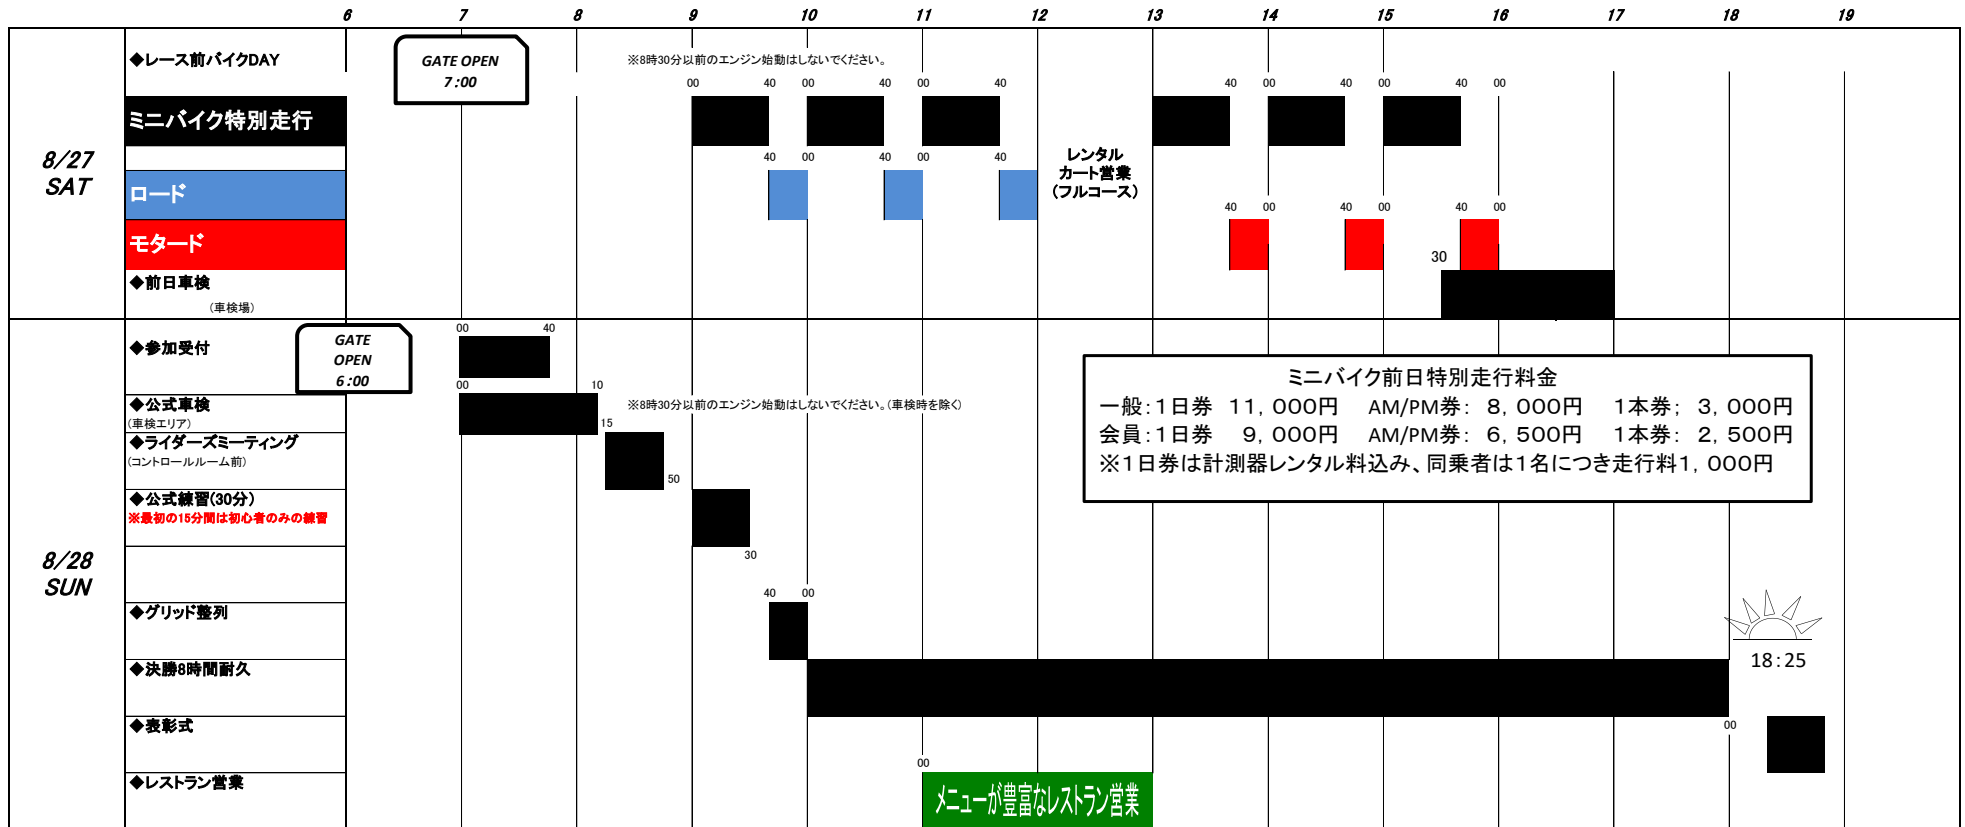 6 7 8 9 10 11 12 13 14 15 16 17 18 19
8/27
SAT
◆レース前バイクDAY
GATE OPEN
7:00
※8時30分以前のエンジン始動はしないでください。
00 40 00 40 00 40 40 00 40 00 40 00
ミニバイク特別走行
40 00 40 00 40
レンタル
カート営業
(フルコース)
ロード
40 00 40 00 40 00
モタード
30
◆前日車検
(車検場)
8/28
SUN
GATE
OPEN
6:00
00 40
◆参加受付
00 10
◆公式車検
(車検エリア)
※8時30分以前のエンジン始動はしないでください。(車検時を除く)
15
◆ライダーズミーティング
(コントロールルーム前)
50
◆公式練習(30分)
※最初の15分間は初心者のみの練習
30
40 00
◆グリッド整列
◆決勝8時間耐久
18:25
◆表彰式
00
00
◆レストラン営業
メニューが豊富なレストラン営業
ミニバイク前日特別走行料金
一般:1日券 11,000円 AM/PM券: 8,000円 1本券; 3,000円
会員:1日券 9,000円 AM/PM券: 6,500円 1本券: 2,500円
※1日券は計測器レンタル料込み、同乗者は1名につき走行料1,000円